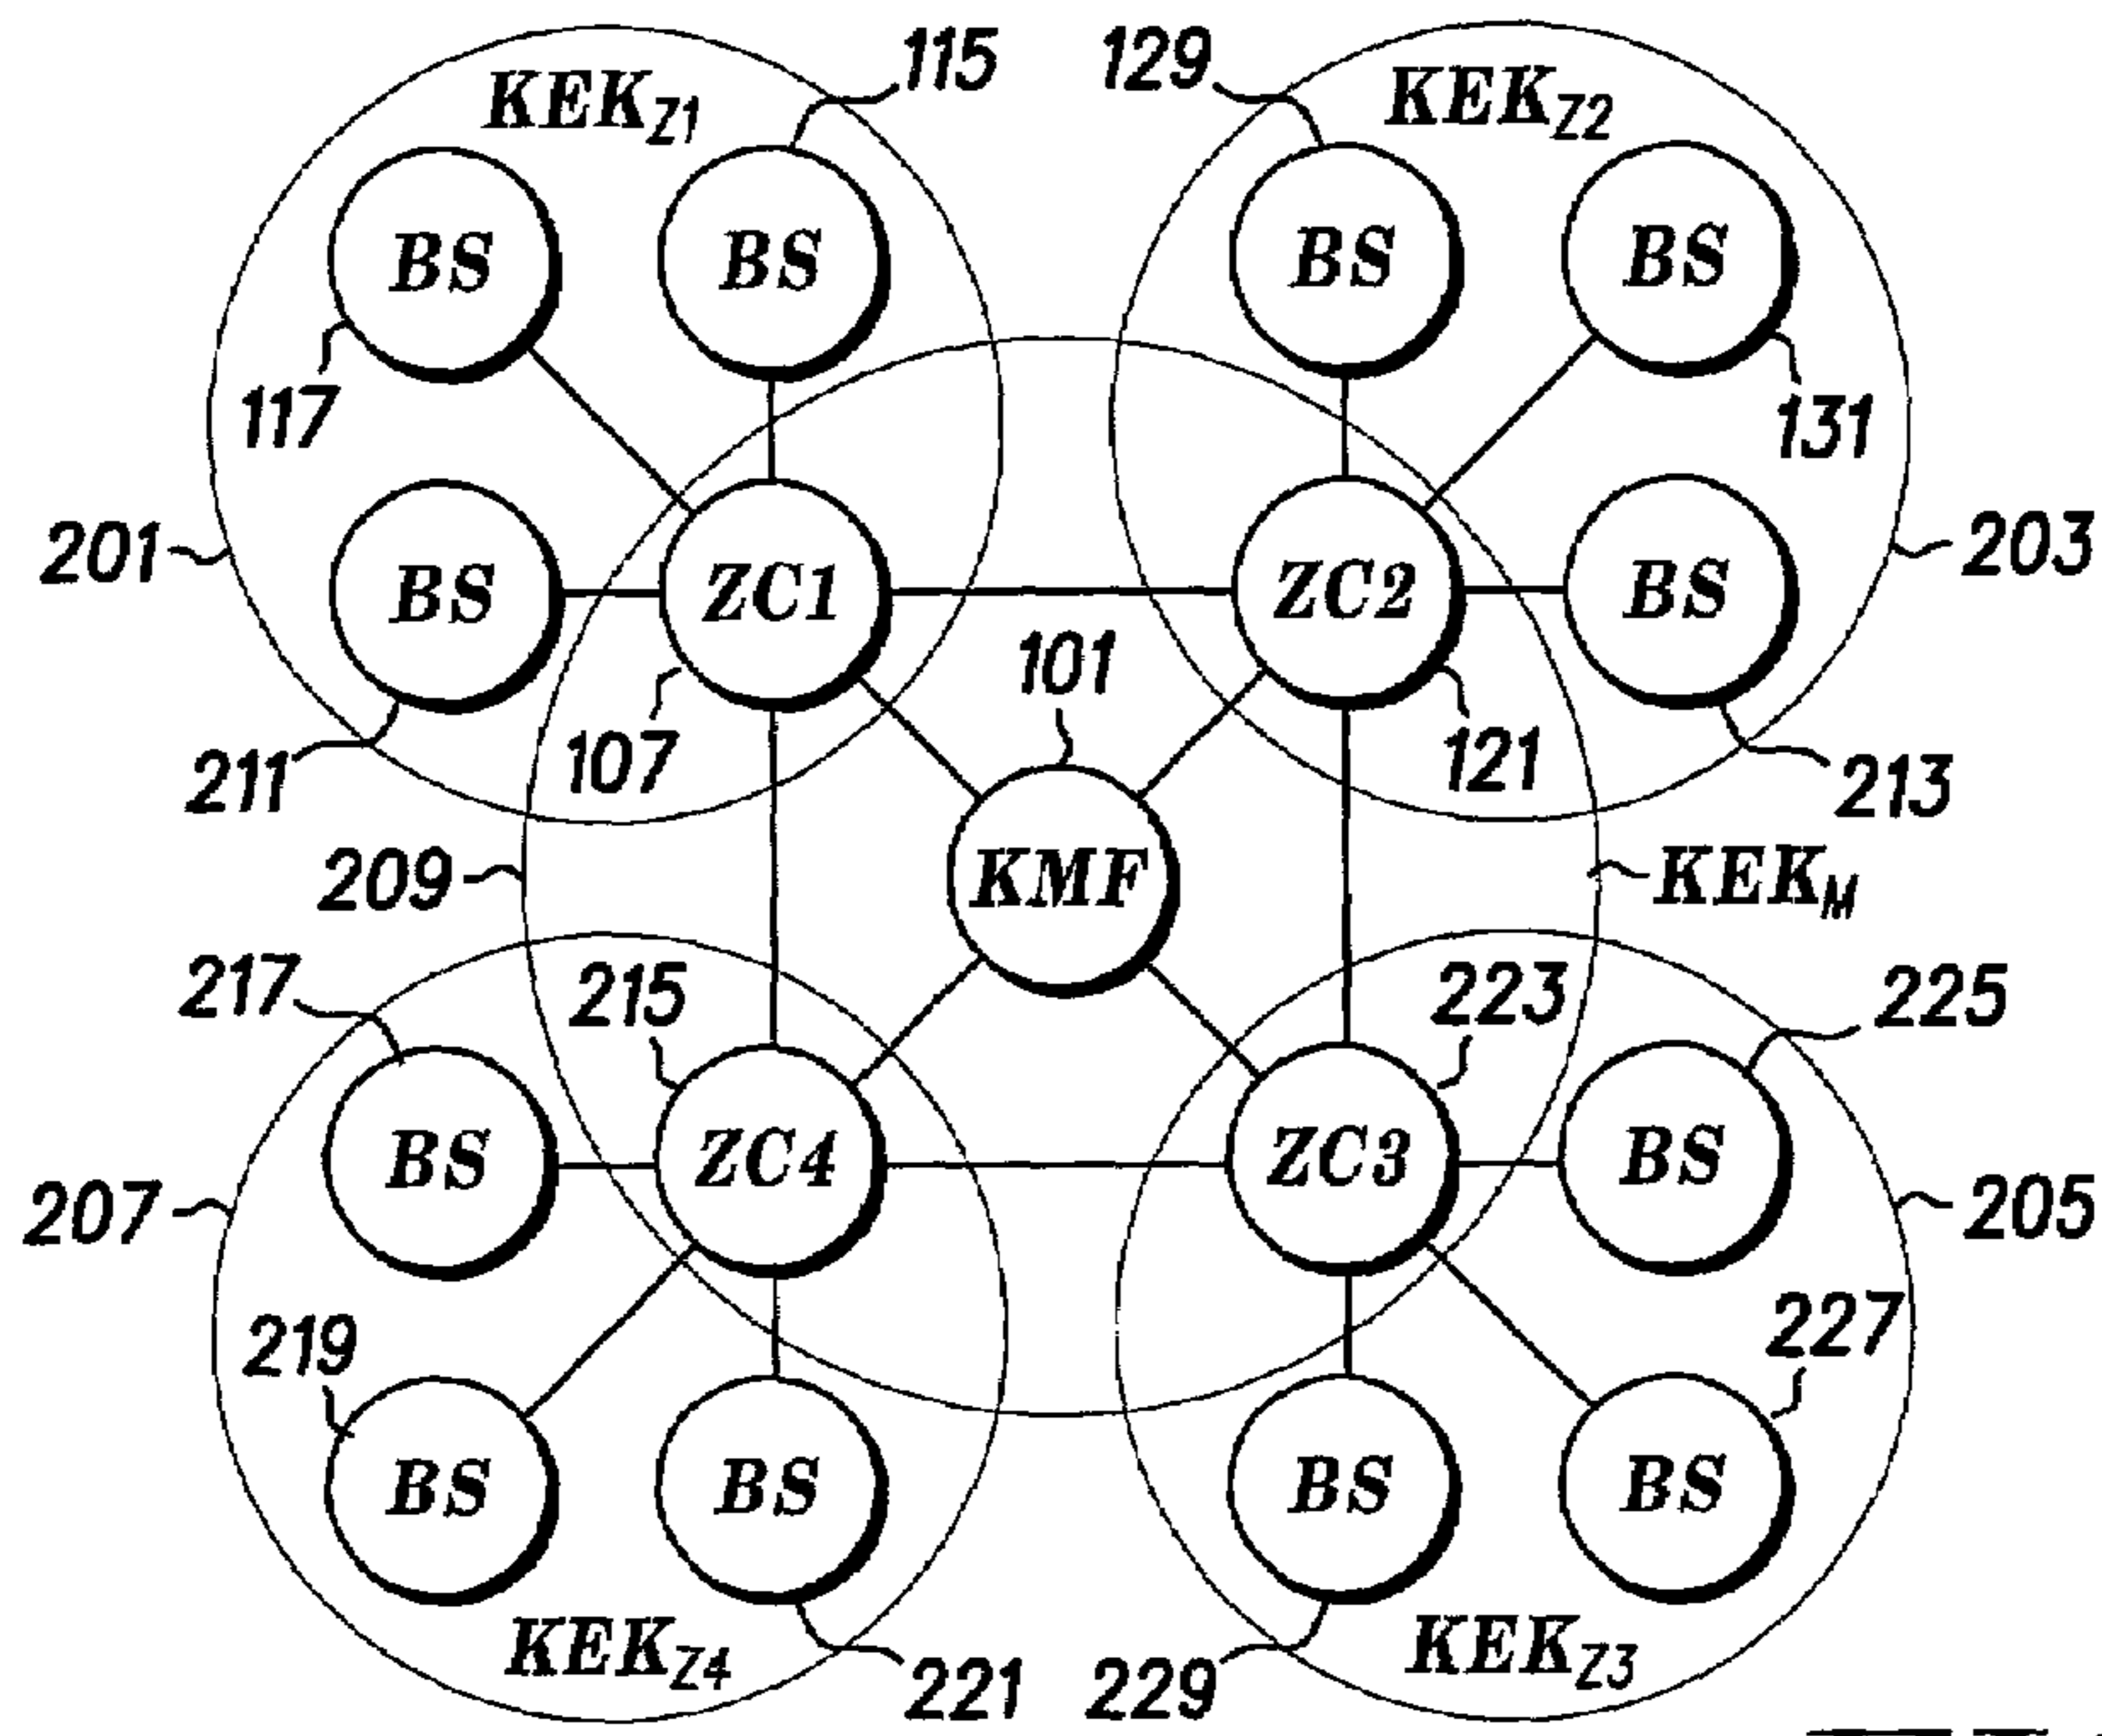 115 129
KEKZ1 KEKZ2
BS BS BS BS
117 131
201 BS ZC1 ZC2 BS 203
101
211 107 121 213
209 KMF KEKM
217 215 223 225
BS ZC4 ZC3 BS
207 205
219 227
BS BS BS BS
KEKZ4 KEKZ3
221 229